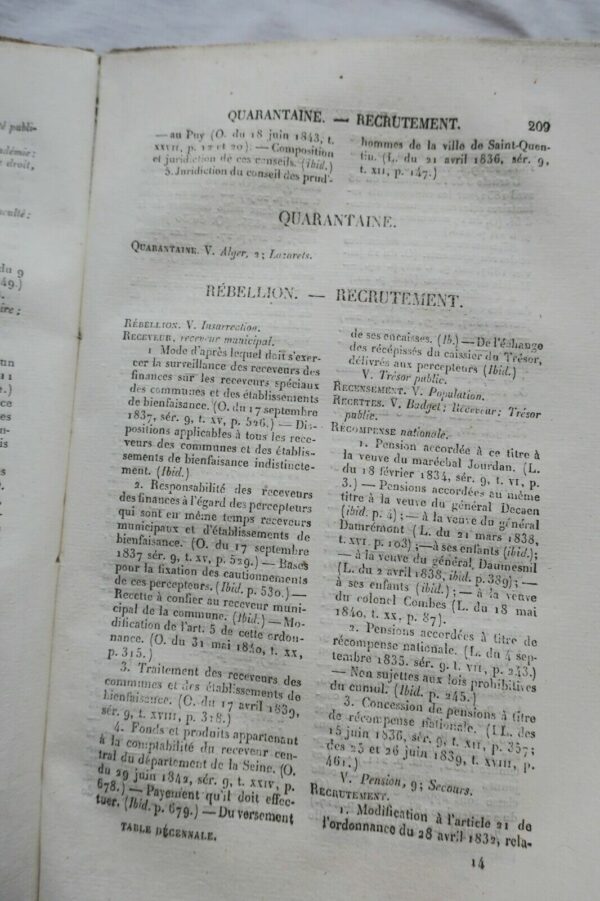 té publi-
adémie:
e droit,
culté:
du 9
49.)
aire;
un
QUARANTAINE. — RECRUTEMENT. 209
— au Puy (O. du 18 juin 1843, t.
XXVII, p. 12 et 20): — Composition
et juridiction de ces conseils. (ibid.)
5. Juridiction du conseil des prud'-
hommes de la ville de Saint-Quen-
tin. (L. du 21 avril 1836, sér. 9,
t. XII, p. 147.)
QUARANTAINE.
QUARANTAINE. V. Alger, 2; Lazarets.
RÉBELLION. — RECRUTEMENT.
RÉBELLION. V. Insurrection.
RECEVEUR, receveur municipal.
1 Mode d'après lequel doit s'exer-
cer la surveillance des receveurs des
finances sur les receveurs spéciaux
des communes et des établissements
de bienfaisance. (O. du 17 septembre
1837, sér. 9, t. XV, p. 526.) — Dis-
positions applicables à tous les rece-
veurs des communes et des établis-
sements de bienfaisance indistincte-
ment. (Ibid.)
2. Responsabilité des receveurs
des finances à l'égard des percepteurs
qui sont en même temps receveurs
municipaux et d'établissements de
bienfaisance. (O. du 17 septembre
1837 sér. 9, t. XV, p. 529.) — Bases
pour la fixation des cautionnements
de ces percepteurs. (Ibid. p. 530.) —
Recette à confier au receveur muni-
cipal de la commune. (Ibid.) — Mo-
dification de l'art. 5 de cette ordon-
nance. (O. du 31 mai 1840, t. XX,
p. 315.)
3. Traitement des receveurs des
communes et des établissements de
bienfaisance. (O. du 17 avril 1839,
sér. 9, t. XVIII, p. 318.)
4. Fonds et produits appartenant
à la comptabilité du receveur cen-
tral du département de la Seine. (O.
du 29 juin 1842, sér. 9, t. XXIV, p.
678.) — Payement qu'il doit effec-
tuer. (Ibid. p. 679.) — Du versement
de ses encaisses. (Ib.) — De l'échange
des récépissés du caissier du Trésor,
délivrés aux percepteurs (Ibid.)
V. Trésor public.
RECENSEMENT. V. Population.
RECETTES. V. Budget; Receveur; Trésor
public.
RÉCOMPENSE nationale.
1. Pension accordée à ce titre à
la veuve du maréchal Jourdan. (L.
du 18 février 1834, sér. 9, t. VI, p.
3.) — Pensions accordées au même
titre à la veuve du général Decaen
(ibid. p. 4); — à la veuve du général
Damrémont (L. du 21 mars 1838,
t. XVI. p. 103); — à ses enfants (ibid.);
— à la veuve du général Daumesnil
(L. du 2 avril 1838, ibid. p. 389); —
à ses enfants (ibid.); — à la veuve
du colonel Combes (L. du 18 mai
1840. t. XX, p. 87).
2. Pensions accordées à titre de
récompense nationale. (L. du 4 sep-
tembre 1835. sér. 9, t. VII, p. 243.)
— Non sujettes aux lois prohibitives
du cumul. (Ibid. p. 245.)
3. Concession de pensions à titre
de récompense nationale. (LL. des
15 juin 1836, sér. 9, t. XII, p. 357;
des 25 et 26 juin 1839, t. XVIII, p.
461.)
V. Pension, 9; Secours.
RECRUTEMENT.
1. Modification à l'article 21 de
l'ordonnance du 28 avril 1832, rela-
TABLE DÉCENNALE.
14